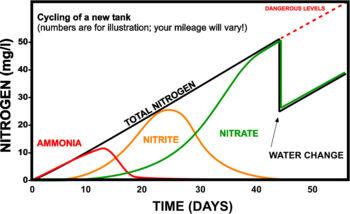 Cycling of a new tank
(numbers are for illustration; your mileage will vary!)
DANGEROUS LEVELS
NITROGEN (mg/l)
60
50
40
30
20
10
0
TOTAL NITROGEN
AMMONIA
NITRITE
NITRATE
WATER CHANGE
0
10
20
30
40
50
TIME (DAYS)